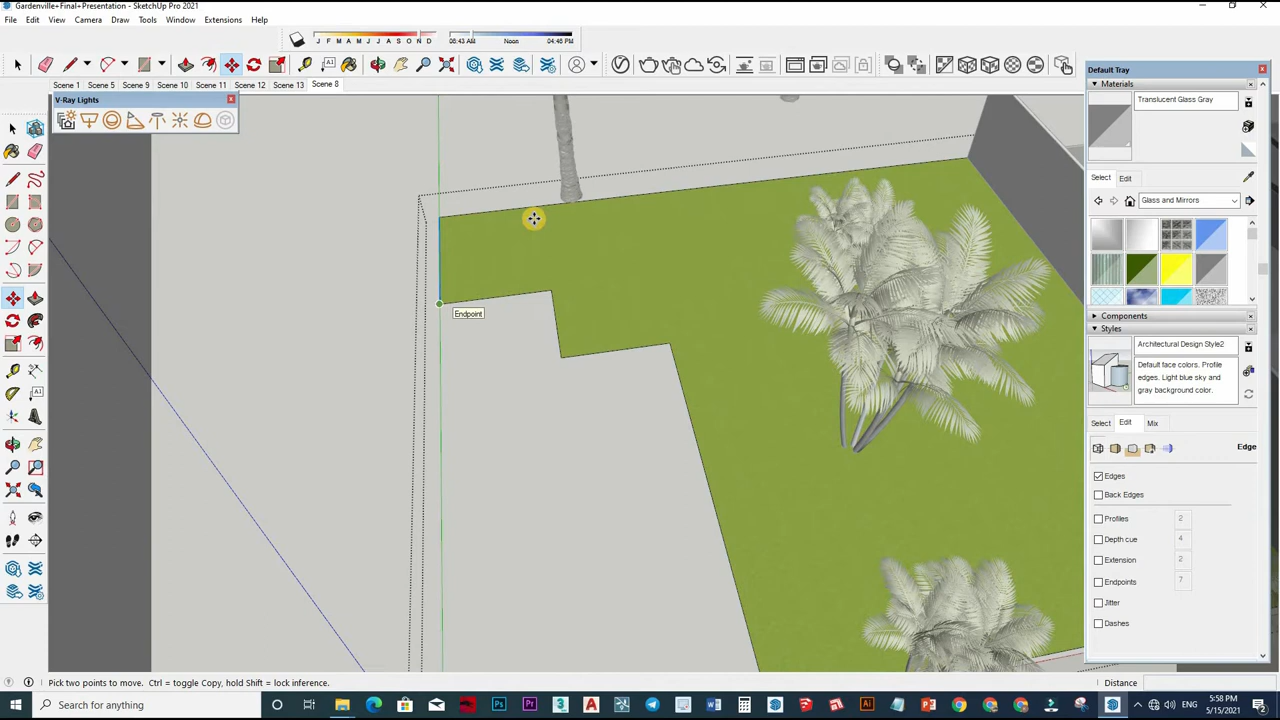 Gardenville+Final+Presentation - SketchUp Pro 2021
File Edit View Camera Draw Tools Window Extensions Help
J F M A M J J A S O N D
06:43 AM Noon 04:46 PM
Scene 1 Scene 5 Scene 9 Scene 10 Scene 11 Scene 12 Scene 13 Scene 8
V-Ray Lights
Endpoint
Default Tray
Materials
Translucent Glass Gray
Select Edit
Glass and Mirrors
Components
Styles
Architectural Design Style2
Default face colors. Profile
edges. Light blue sky and
gray background color.
Select Edit Mix
Edge
Edges
Back Edges
Profiles 2
Depth cue 4
Extension 2
Endpoints 7
Jitter
Dashes
Pick two points to move. Ctrl = toggle Copy, hold Shift = lock inference.
Distance
Search for anything
ENG
5:58 PM
5/15/2021